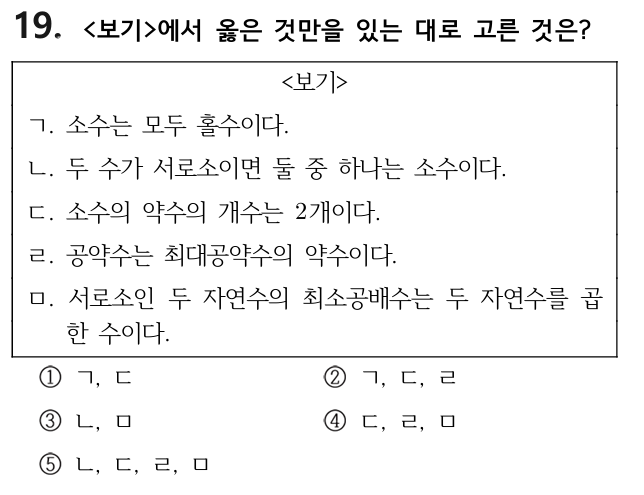 19. <보기>에서 옳은 것만을 있는 대로 고른 것은?
<보기>
ㄱ. 소수는 모두 홀수이다.
ㄴ. 두 수가 서로소이면 둘 중 하나는 소수이다.
ㄷ. 소수의 약수의 개수는 2개이다.
ㄹ. 공약수는 최대공약수의 약수이다.
ㅁ. 서로소인 두 자연수의 최소공배수는 두 자연수를 곱
한 수이다.
① ㄱ, ㄷ ② ㄱ, ㄷ, ㄹ
③ ㄴ, ㅁ ④ ㄷ, ㄹ, ㅁ
⑤ ㄴ, ㄷ, ㄹ, ㅁ